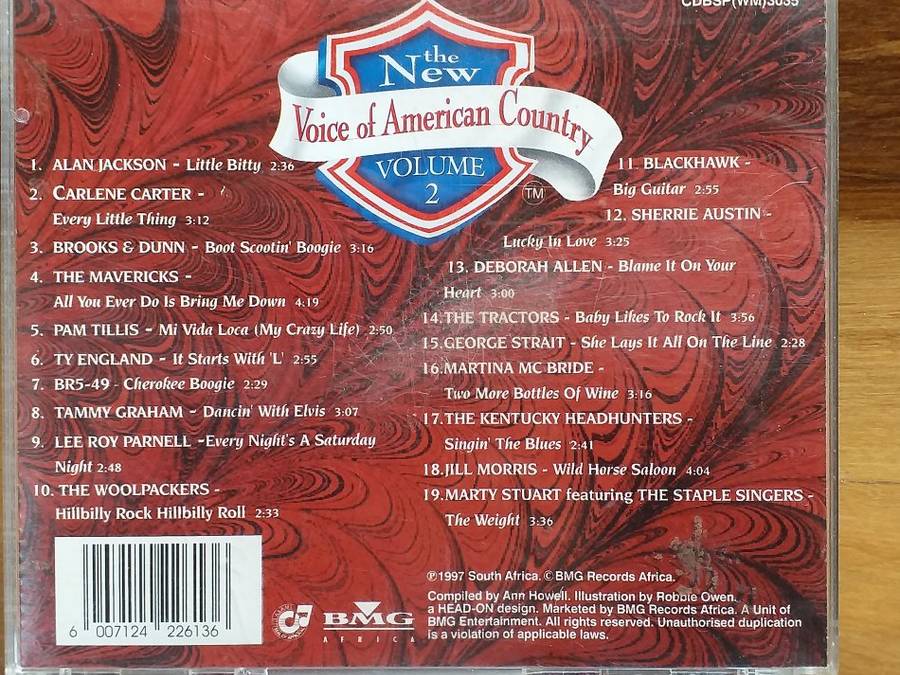 CDBSP(WM)3035
the
New
Voice of American Country
VOLUME
2
TM
1. ALAN JACKSON - Little Bitty 2:36
2. CARLENE CARTER -
Every Little Thing 3:12
3. BROOKS & DUNN - Boot Scootin' Boogie 3:16
4. THE MAVERICKS -
All You Ever Do Is Bring Me Down 4:19
5. PAM TILLIS - Mi Vida Loca (My Crazy Life) 2:50
6. TY ENGLAND - It Starts With 'L' 2:55
7. BR5-49 - Cherokee Boogie 2:29
8. TAMMY GRAHAM - Dancin' With Elvis 3:07
9. LEE ROY PARNELL -Every Night's A Saturday
Night 2:48
10. THE WOOLPACKERS -
Hillbilly Rock Hillbilly Roll 2:33
11. BLACKHAWK -
Big Guitar 2:55
12. SHERRIE AUSTIN -
Lucky In Love 3:25
13. DEBORAH ALLEN - Blame It On Your
Heart 3:00
14.THE TRACTORS - Baby Likes To Rock It 3:56
15.GEORGE STRAIT - She Lays It All On The Line 2:28
16.MARTINA MC BRIDE -
Two More Bottles Of Wine 3:16
17.THE KENTUCKY HEADHUNTERS -
Singin' The Blues 2:41
18.JILL MORRIS - Wild Horse Saloon 4:04
19.MARTY STUART featuring THE STAPLE SINGERS -
The Weight 3:36
6 007124 226136
BMG
AFRICA
℗1997 South Africa. © BMG Records Africa.
Compiled by Ann Howell. Illustration by Robbie Owen.
a HEAD-ON design. Marketed by BMG Records Africa. A Unit of
BMG Entertainment. All rights reserved. Unauthorised duplication
is a violation of applicable laws.